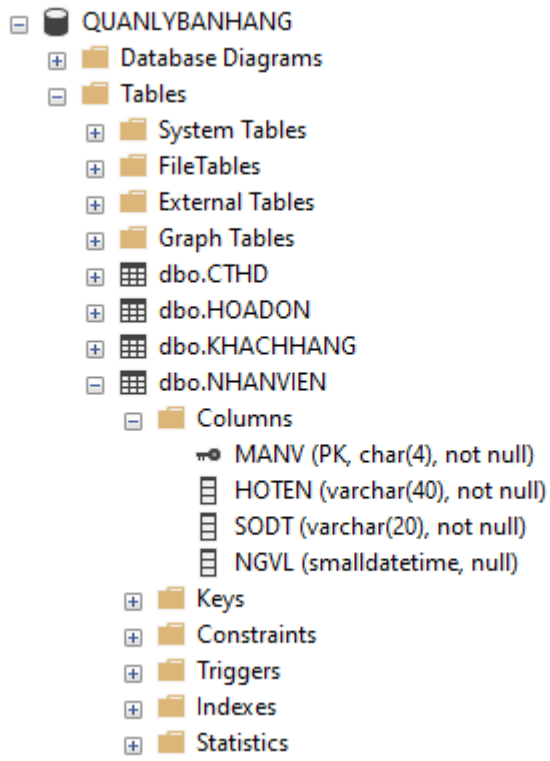 QUANLYBANHANG
Database Diagrams
Tables
System Tables
FileTables
External Tables
Graph Tables
dbo.CTHD
dbo.HOADON
dbo.KHACHHANG
dbo.NHANVIEN
Columns
MANV (PK, char(4), not null)
HOTEN (varchar(40), not null)
SODT (varchar(20), not null)
NGVL (smalldatetime, null)
Keys
Constraints
Triggers
Indexes
Statistics